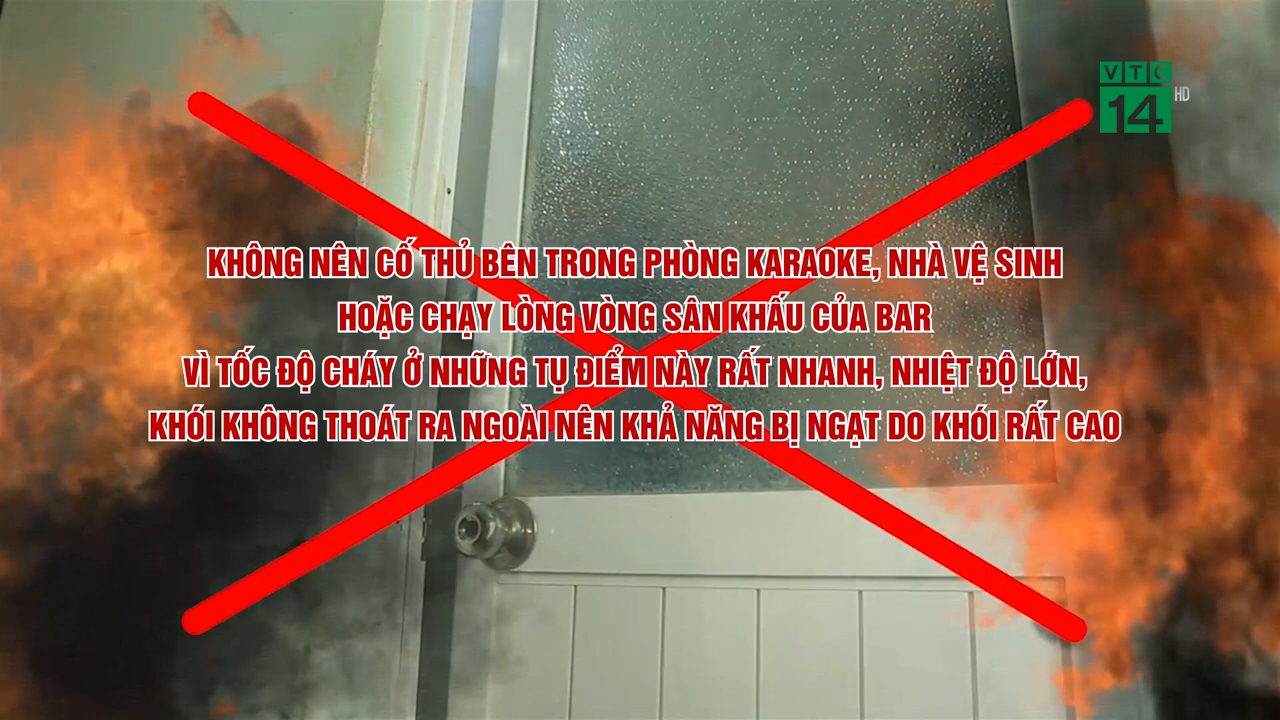 VTC
14 HD
KHÔNG NÊN CỐ THỦ BÊN TRONG PHÒNG KARAOKE, NHÀ VỆ SINH
HOẶC CHẠY LÒNG VÒNG SÂN KHẤU CỦA BAR
VÌ TỐC ĐỘ CHÁY Ở NHỮNG TỤ ĐIỂM NÀY RẤT NHANH, NHIỆT ĐỘ LỚN,
KHÓI KHÔNG THOÁT RA NGOÀI NÊN KHẢ NĂNG BỊ NGẠT DO KHÓI RẤT CAO